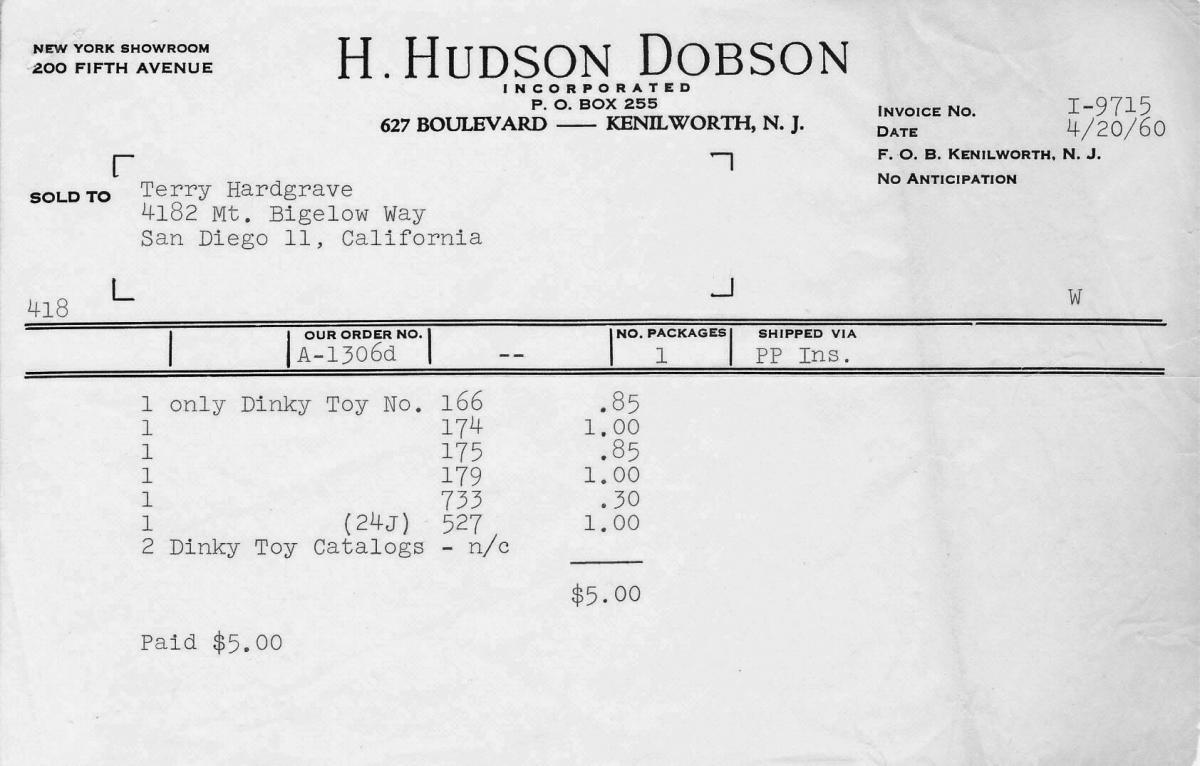 NEW YORK SHOWROOM
200 FIFTH AVENUE
H. HUDSON DOBSON
INCORPORATED
P. O. BOX 255
627 BOULEVARD — KENILWORTH, N. J.
INVOICE NO. I-9715
DATE 4/20/60
F. O. B. KENILWORTH, N. J.
NO ANTICIPATION
SOLD TO
Terry Hardgrave
4182 Mt. Bigelow Way
San Diego 11, California
418
W
OUR ORDER NO. NO. PACKAGES SHIPPED VIA
A-1306d -- 1 PP Ins.
1 only Dinky Toy No. 166 .85
1 174 1.00
1 175 .85
1 179 1.00
1 733 .30
1 (24J) 527 1.00
2 Dinky Toy Catalogs - n/c
$5.00
Paid $5.00